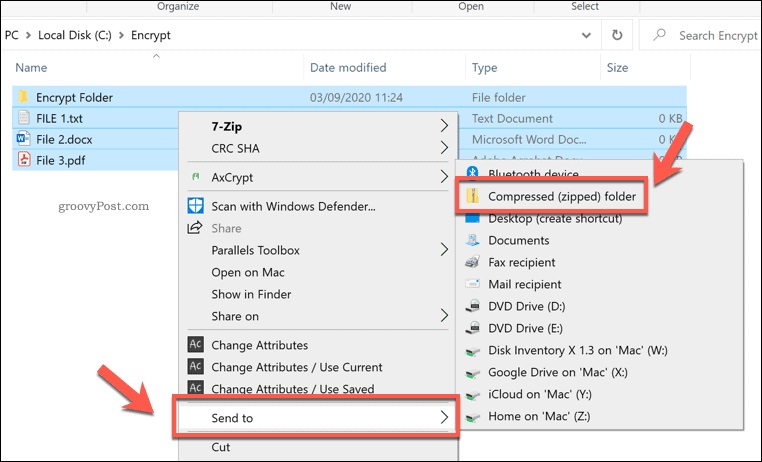 Organize New Open Select
PC > Local Disk (C:) > Encrypt Search Encrypt
Name Date modified Type Size
Encrypt Folder 03/09/2020 11:24 File folder
FILE 1.txt Text Document 0 KB
File 2.docx Microsoft Word Doc... 0 KB
File 3.pdf Adobe Acrobat Docu... 0 KB
groovyPost.com
7-Zip
CRC SHA
AxCrypt
Scan with Windows Defender...
Share
Parallels Toolbox
Open on Mac
Show in Finder
Share on
Ac Change Attributes
Ac Change Attributes / Use Current
Ac Change Attributes / Use Saved
Send to
Cut
Bluetooth device
Compressed (zipped) folder
Desktop (create shortcut)
Documents
Fax recipient
Mail recipient
DVD Drive (D:)
DVD Drive (E:)
Disk Inventory X 1.3 on 'Mac' (W:)
Google Drive on 'Mac' (X:)
iCloud on 'Mac' (Y:)
Home on 'Mac' (Z:)